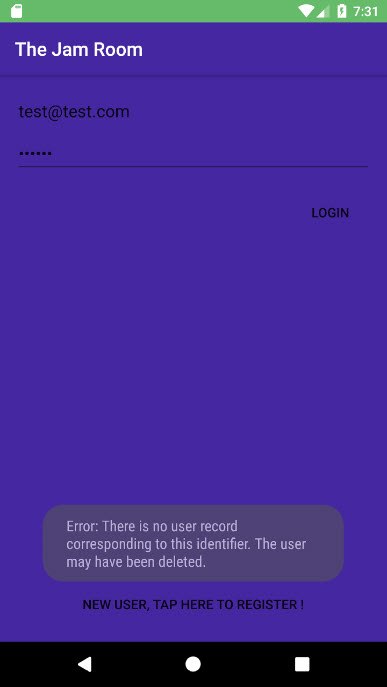 7:31
The Jam Room
test@test.com
••••••
LOGIN
Error: There is no user record
corresponding to this identifier. The user
may have been deleted.
NEW USER, TAP HERE TO REGISTER !